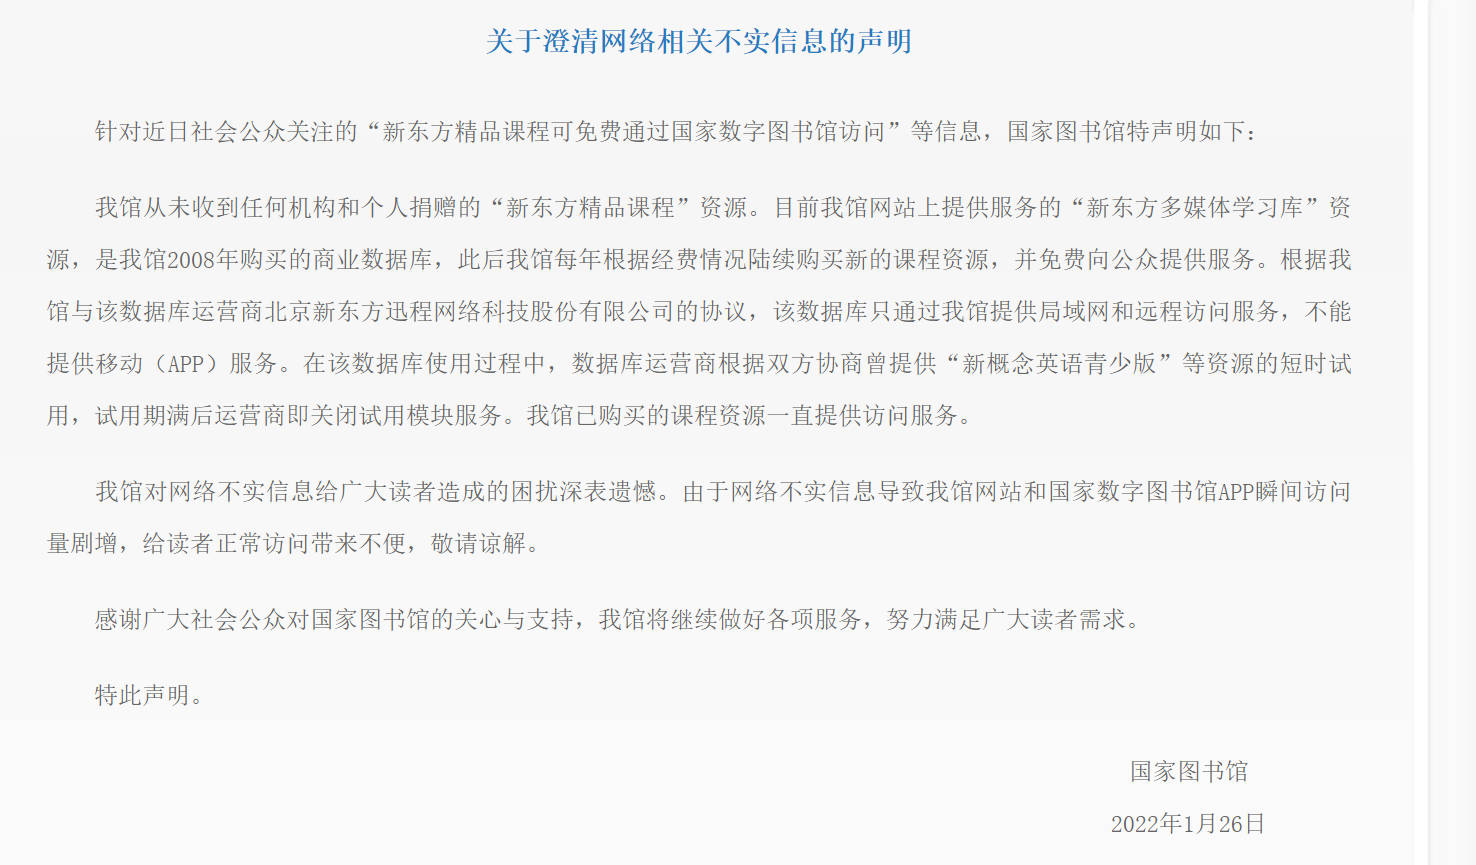 关于澄清网络相关不实信息的声明
针对近日社会公众关注的“新东方精品课程可免费通过国家数字图书馆访问”等信息，国家图书馆特声明如下：
我馆从未收到任何机构和个人捐赠的“新东方精品课程”资源。目前我馆网站上提供服务的“新东方多媒体学习库”资
源，是我馆2008年购买的商业数据库，此后我馆每年根据经费情况陆续购买新的课程资源，并免费向公众提供服务。根据我
馆与该数据库运营商北京新东方迅程网络科技股份有限公司的协议，该数据库只通过我馆提供局域网和远程访问服务，不能
提供移动（APP）服务。在该数据库使用过程中，数据库运营商根据双方协商曾提供“新概念英语青少版”等资源的短时试
用，试用期满后运营商即关闭试用模块服务。我馆已购买的课程资源一直提供访问服务。
我馆对网络不实信息给广大读者造成的困扰深表遗憾。由于网络不实信息导致我馆网站和国家数字图书馆APP瞬间访问
量剧增，给读者正常访问带来不便，敬请谅解。
感谢广大社会公众对国家图书馆的关心与支持，我馆将继续做好各项服务，努力满足广大读者需求。
特此声明。
国家图书馆
2022年1月26日